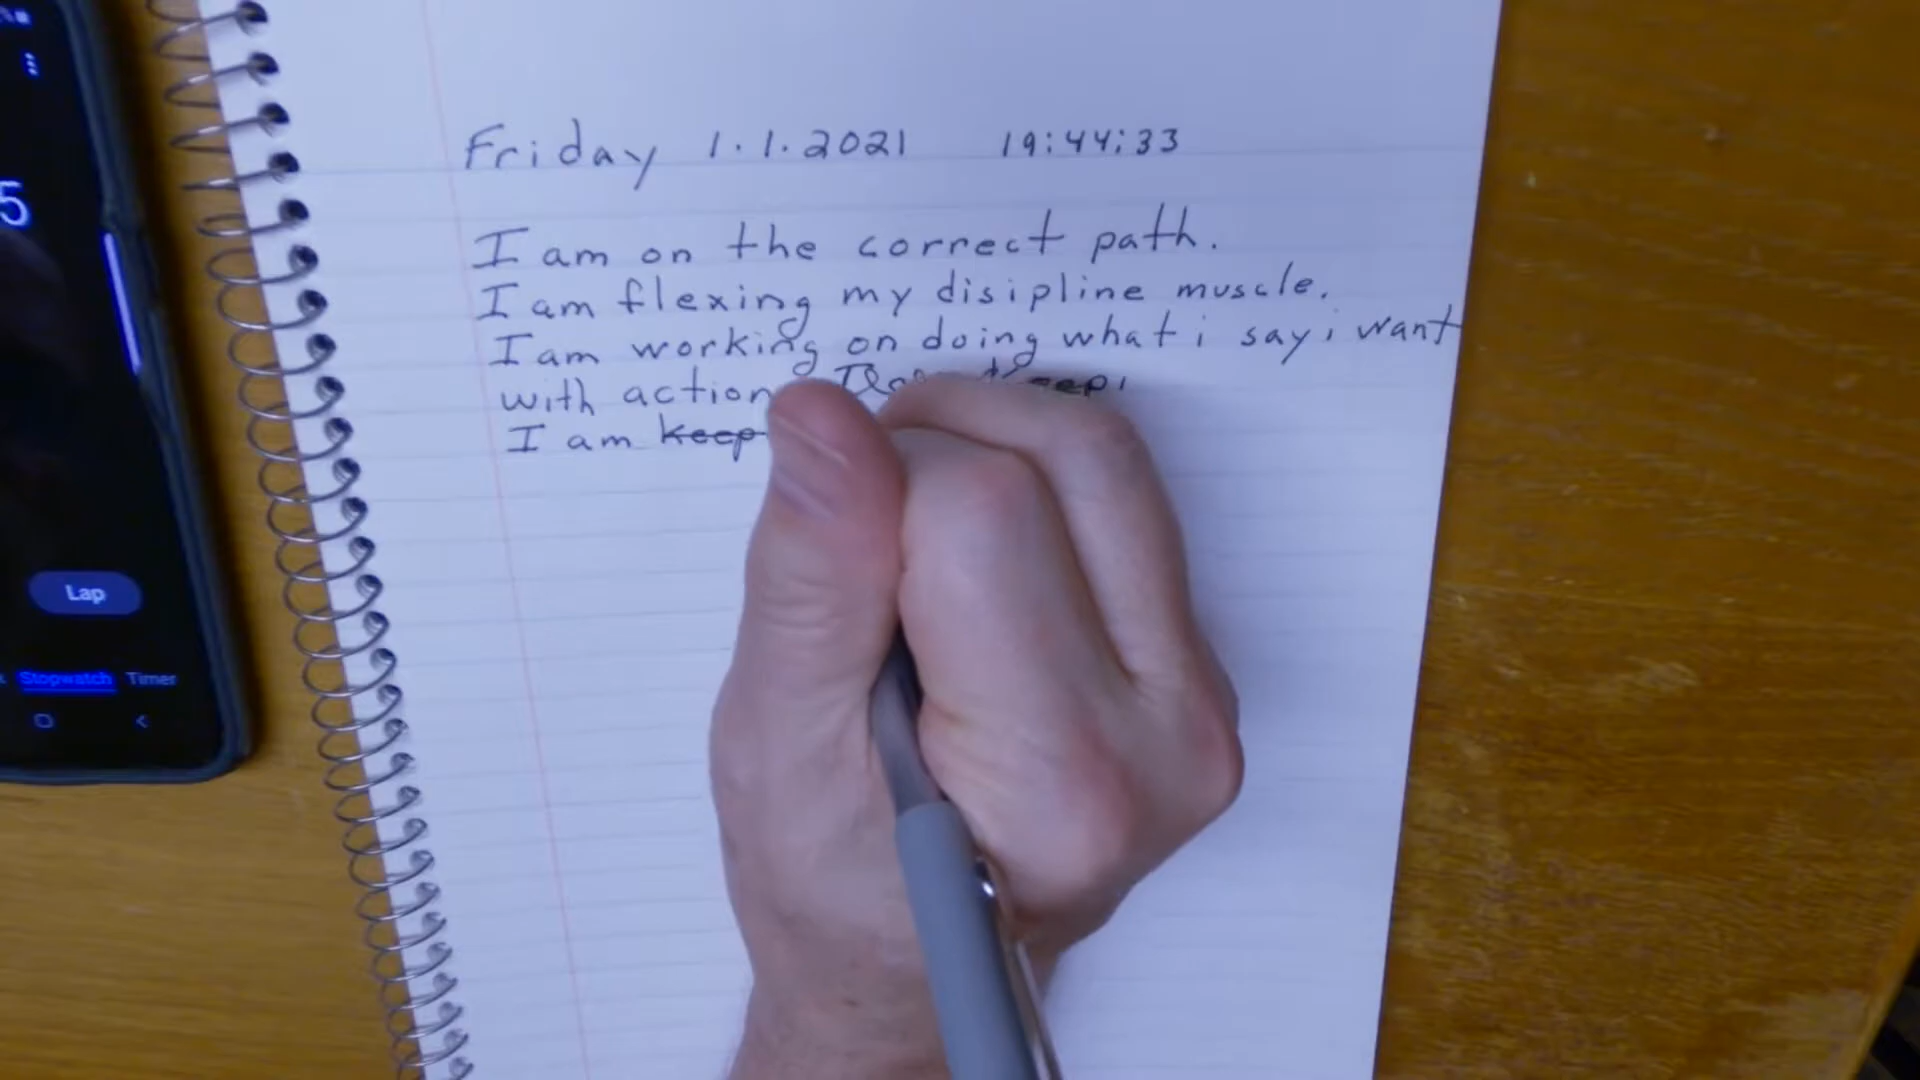 5
Lap
Stopwatch Timer
Friday 1.1.2021 19:44:33
I am on the correct path.
I am flexing my disipline muscle.
I am working on doing what i say i want
with action
I am keep